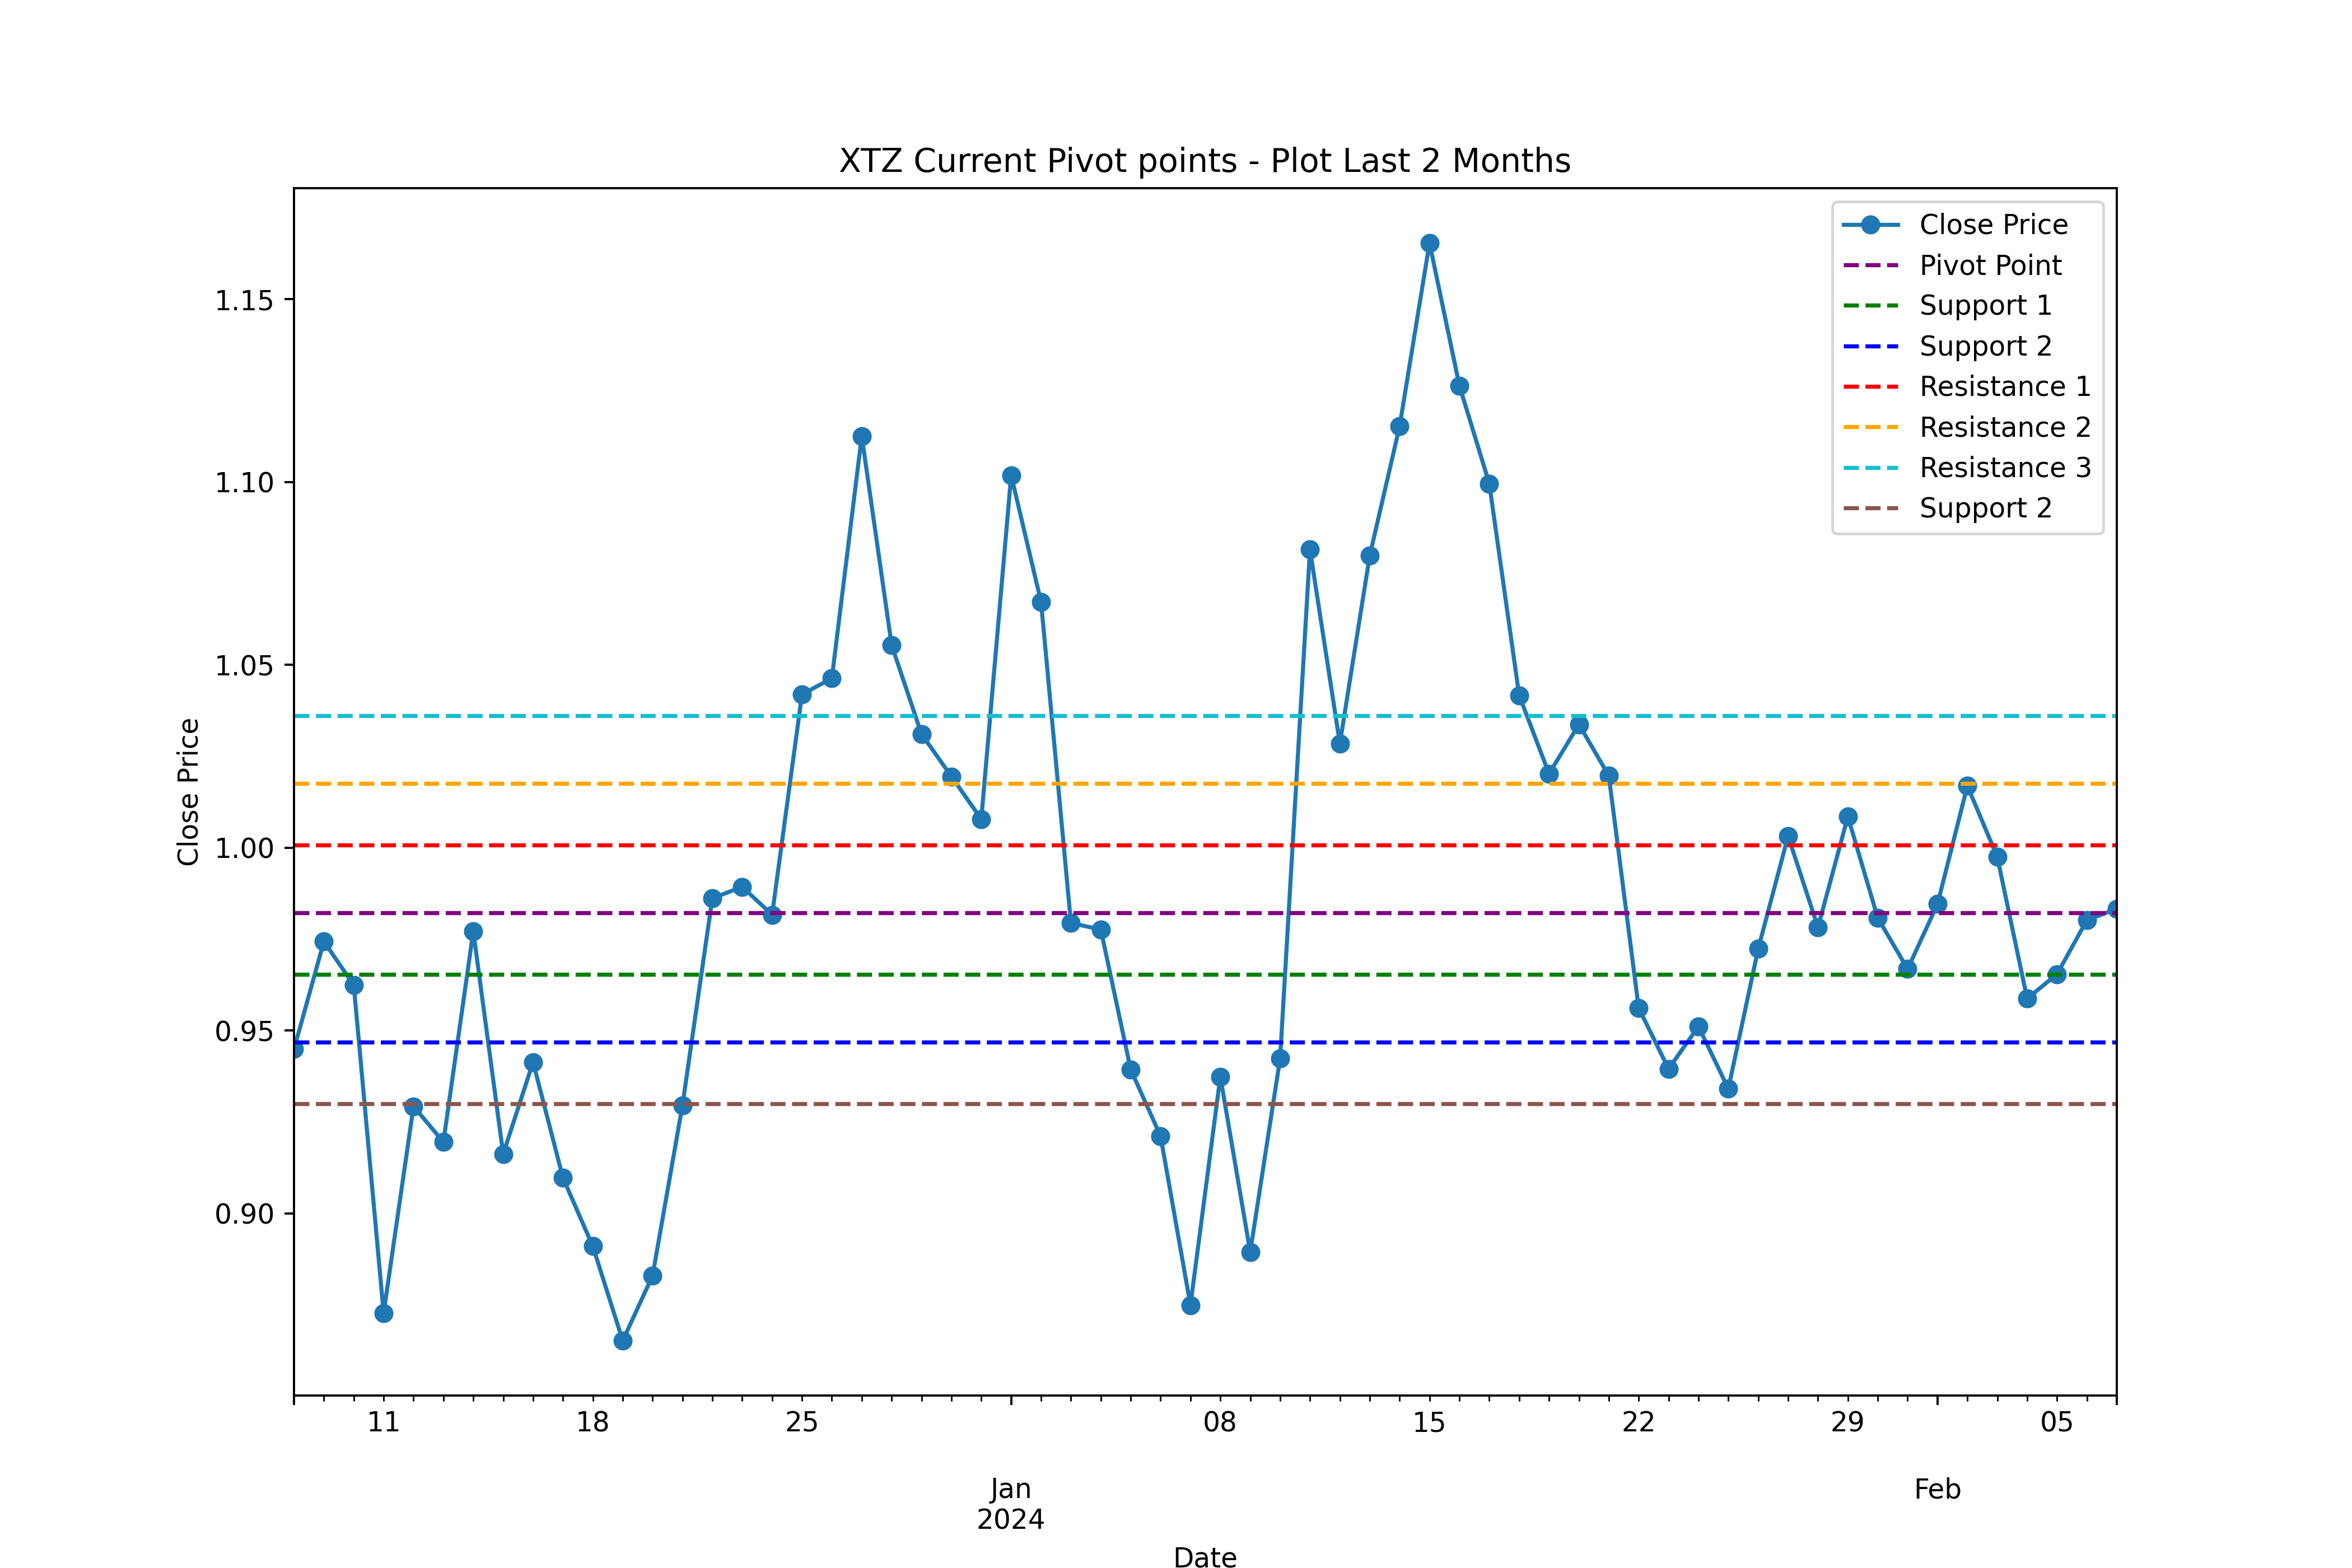 XTZ Current Pivot points - Plot Last 2 Months
Close Price
Pivot Point
Support 1
Support 2
Resistance 1
Resistance 2
Resistance 3
Support 2
1.15
1.10
1.05
1.00
0.95
0.90
Close Price
11 18 25 08 15 22 29 05
Jan Feb
2024
Date